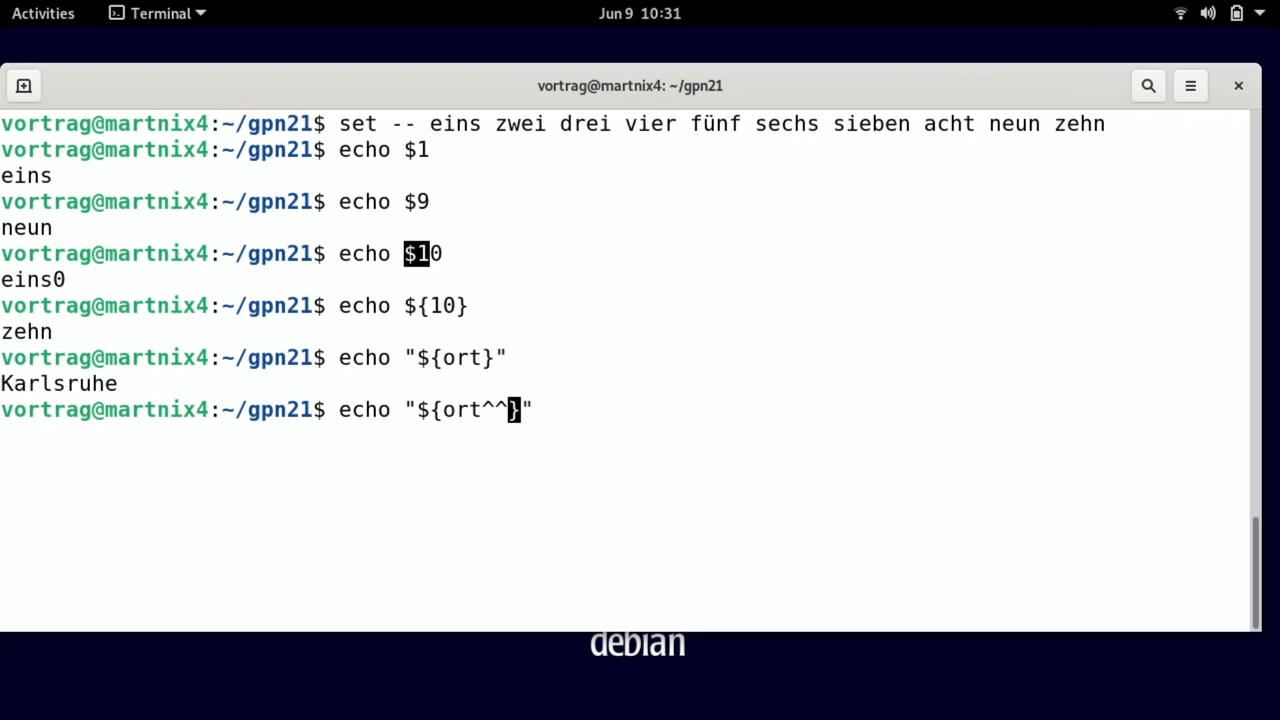 Activities Terminal Jun 9 10:31
vortrag@martnix4: ~/gpn21
vortrag@martnix4:~/gpn21$ set -- eins zwei drei vier fünf sechs sieben acht neun zehn
vortrag@martnix4:~/gpn21$ echo $1
eins
vortrag@martnix4:~/gpn21$ echo $9
neun
vortrag@martnix4:~/gpn21$ echo $10
eins0
vortrag@martnix4:~/gpn21$ echo ${10}
zehn
vortrag@martnix4:~/gpn21$ echo "${ort}"
Karlsruhe
vortrag@martnix4:~/gpn21$ echo "${ort^^}"
debian